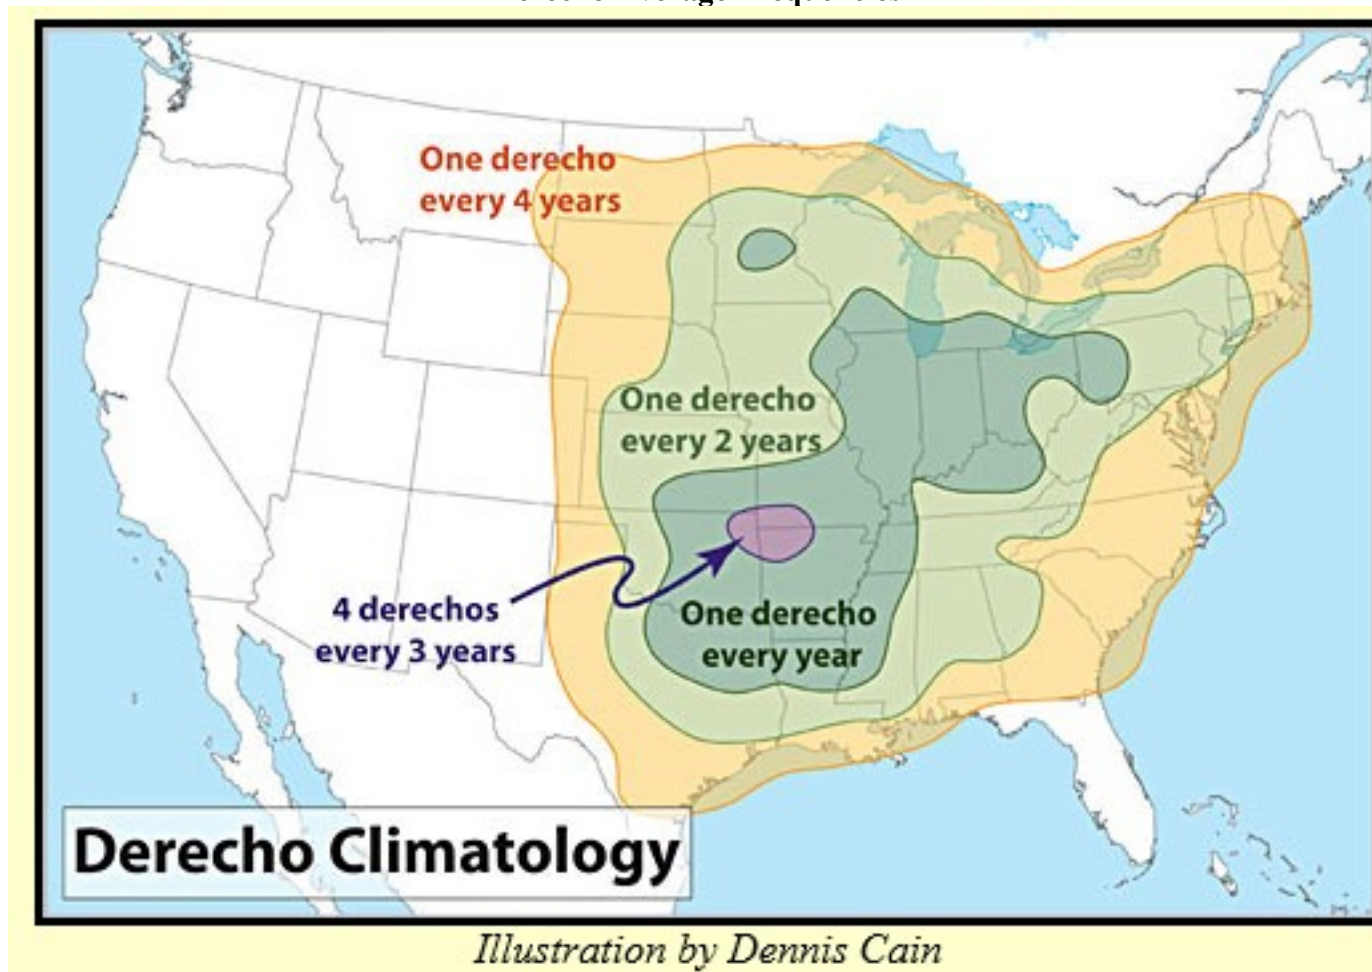 One derecho
every 4 years
One derecho
every 2 years
4 derechos
every 3 years
One derecho
every year
Derecho Climatology
Illustration by Dennis Cain